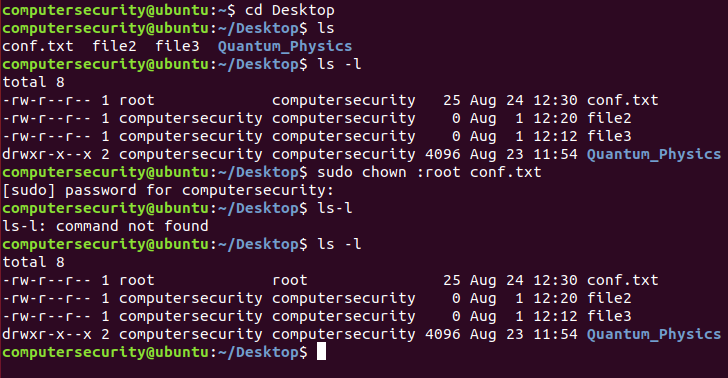 computersecurity@ubuntu:~$ cd Desktop
computersecurity@ubuntu:~/Desktop$ ls
conf.txt  file2  file3  Quantum_Physics
computersecurity@ubuntu:~/Desktop$ ls -l
total 8
-rw-r--r-- 1 root             computersecurity   25 Aug 24 12:30 conf.txt
-rw-r--r-- 1 computersecurity computersecurity    0 Aug  1 12:20 file2
-rw-r--r-- 1 computersecurity computersecurity    0 Aug  1 12:12 file3
drwxr-x--x 2 computersecurity computersecurity 4096 Aug 23 11:54 Quantum_Physics
computersecurity@ubuntu:~/Desktop$ sudo chown :root conf.txt
[sudo] password for computersecurity:
computersecurity@ubuntu:~/Desktop$ ls-l
ls-l: command not found
computersecurity@ubuntu:~/Desktop$ ls -l
total 8
-rw-r--r-- 1 root             root               25 Aug 24 12:30 conf.txt
-rw-r--r-- 1 computersecurity computersecurity    0 Aug  1 12:20 file2
-rw-r--r-- 1 computersecurity computersecurity    0 Aug  1 12:12 file3
drwxr-x--x 2 computersecurity computersecurity 4096 Aug 23 11:54 Quantum_Physics
computersecurity@ubuntu:~/Desktop$